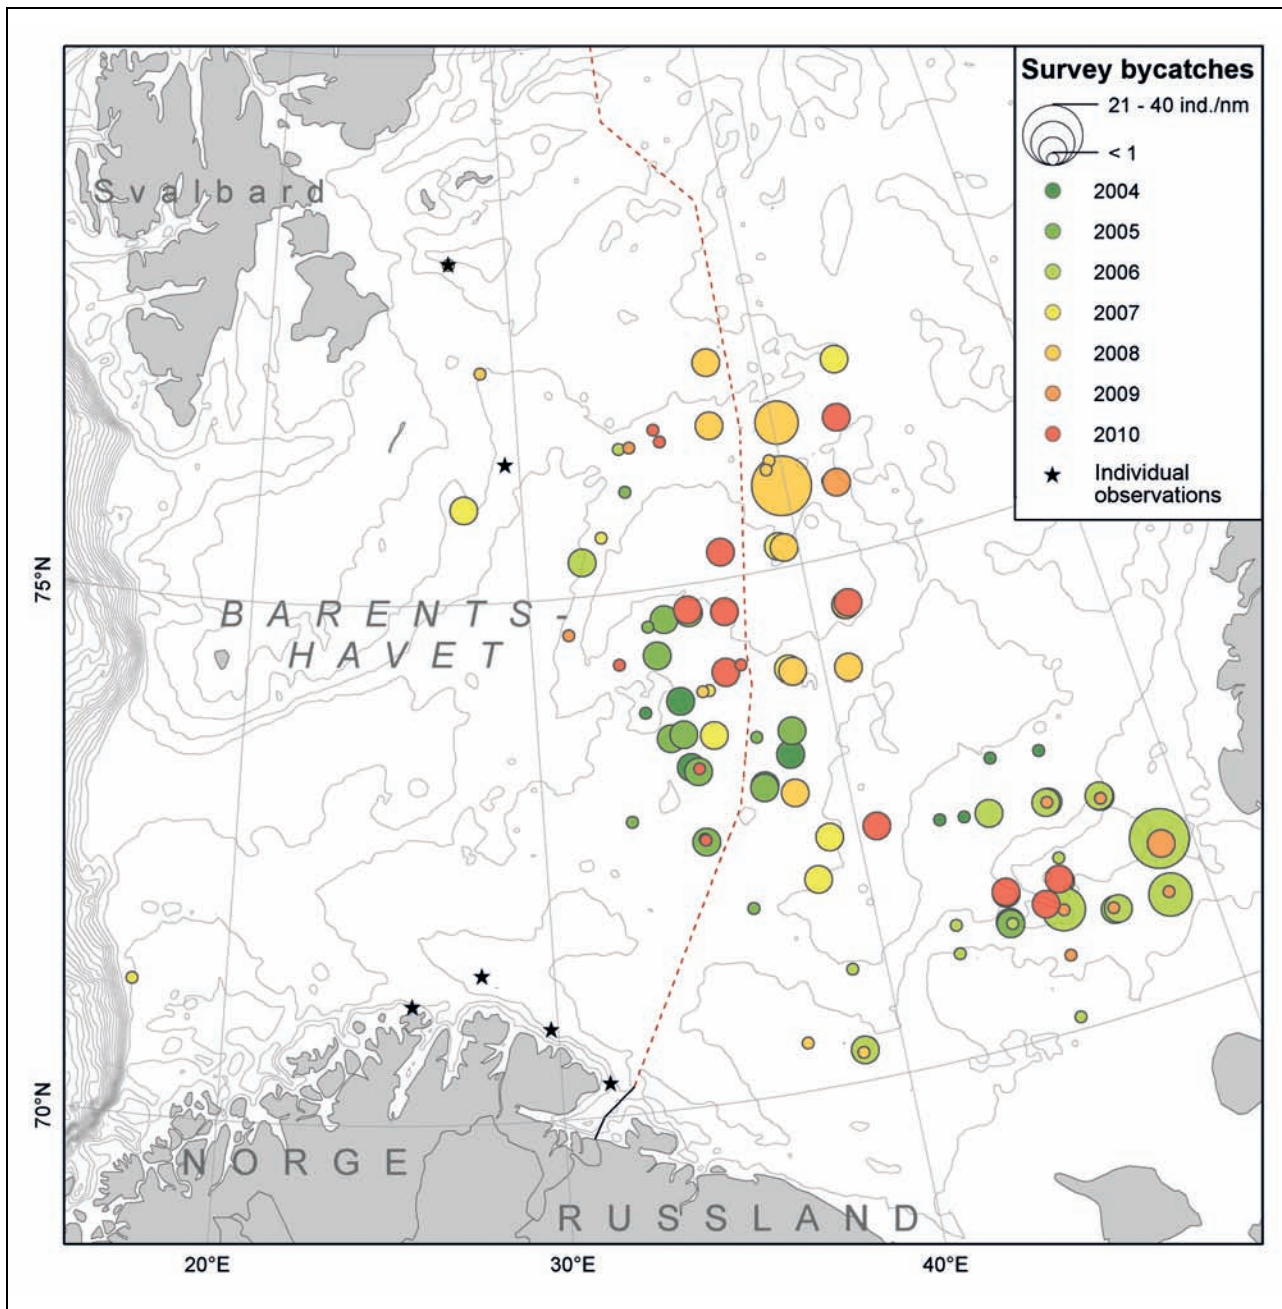 Survey bycatches
21 - 40 ind./nm
< 1
2004
2005
2006
2007
2008
2009
2010
Individual
observations
Svalbard
75°N
BARENTS-
HAVET
70°N
NORGE
RUSSLAND
20°E
30°E
40°E